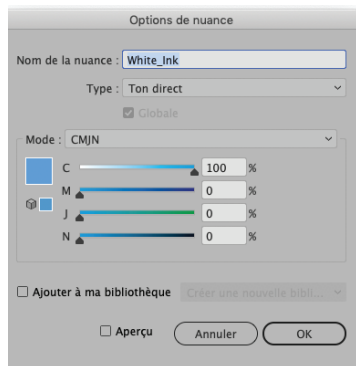 Options de nuance
Nom de la nuance : White_Ink
Type : Ton direct
Globale
Mode : CMJN
C 100 %
M 0 %
J 0 %
N 0 %
Ajouter à ma bibliothèque Créer une nouvelle bibli...
Aperçu Annuler OK